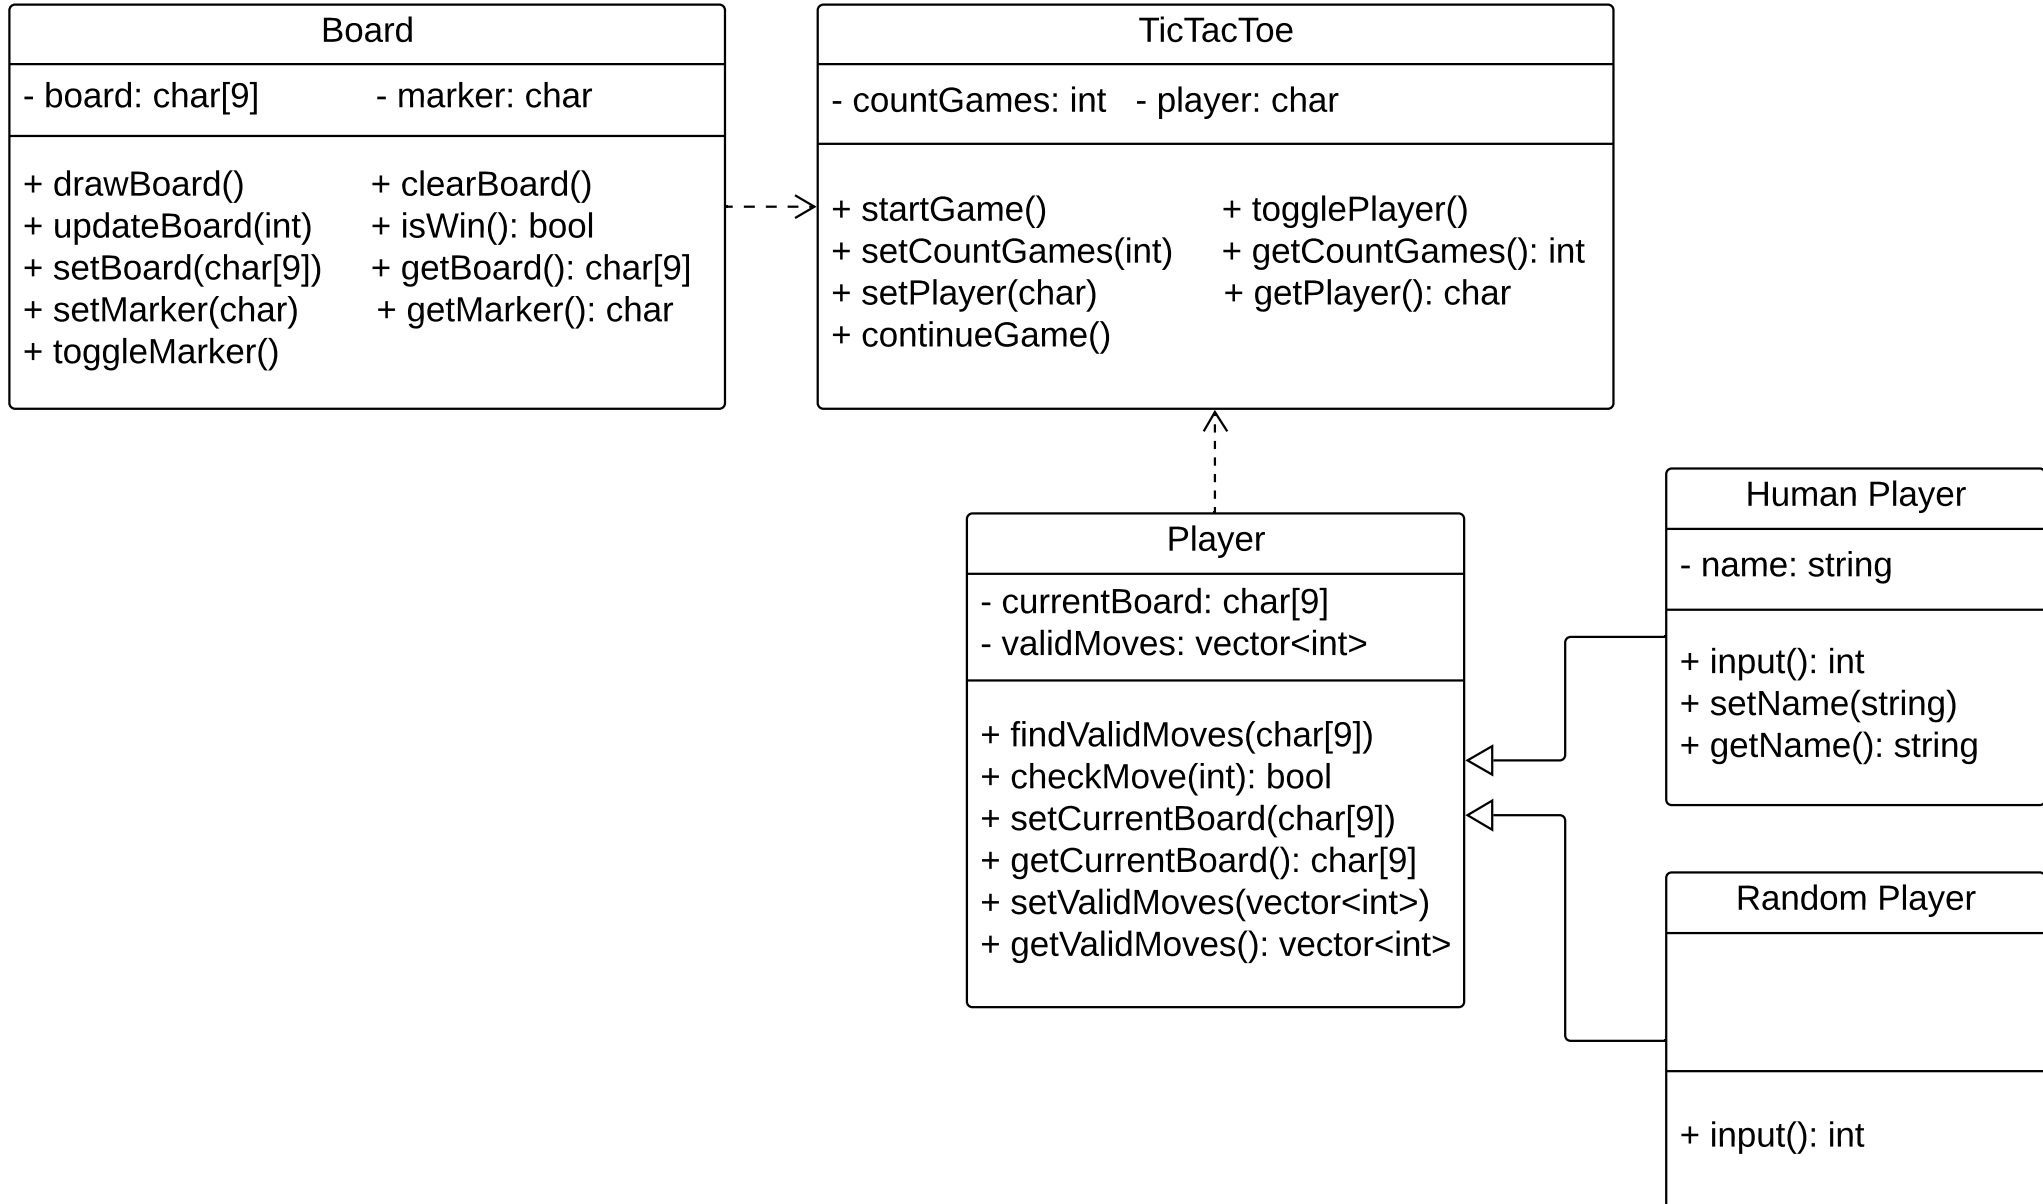 Board
- board: char[9] - marker: char
+ drawBoard() + clearBoard()
+ updateBoard(int) + isWin(): bool
+ setBoard(char[9]) + getBoard(): char[9]
+ setMarker(char) + getMarker(): char
+ toggleMarker()
TicTacToe
- countGames: int - player: char
+ startGame() + togglePlayer()
+ setCountGames(int) + getCountGames(): int
+ setPlayer(char) + getPlayer(): char
+ continueGame()
Player
- currentBoard: char[9]
- validMoves: vector<int>
+ findValidMoves(char[9])
+ checkMove(int): bool
+ setCurrentBoard(char[9])
+ getCurrentBoard(): char[9]
+ setValidMoves(vector<int>)
+ getValidMoves(): vector<int>
Human Player
- name: string
+ input(): int
+ setName(string)
+ getName(): string
Random Player
+ input(): int